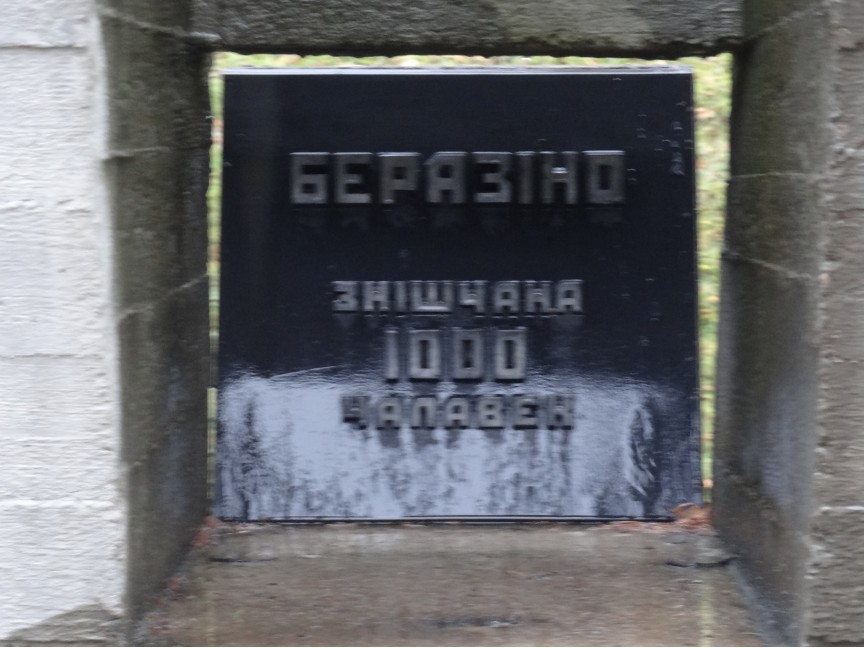 БЕРАЗІНО
ЗНІШЧАНА
1000
ЧАЛАВЕК